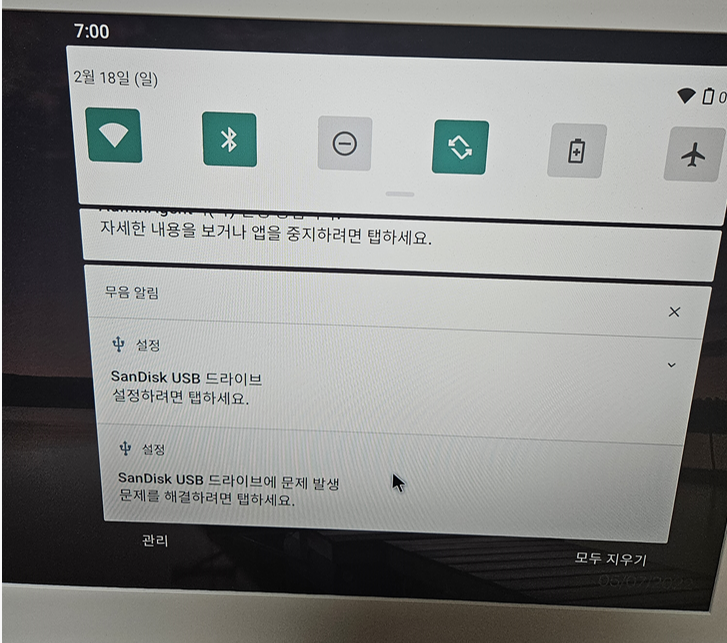 7:00
2월 18일 (일)
0
자세한 내용을 보거나 앱을 중지하려면 탭하세요.
무음 알림
설정
SanDisk USB 드라이브
설정하려면 탭하세요.
설정
SanDisk USB 드라이브에 문제 발생
문제를 해결하려면 탭하세요.
관리
모두 지우기